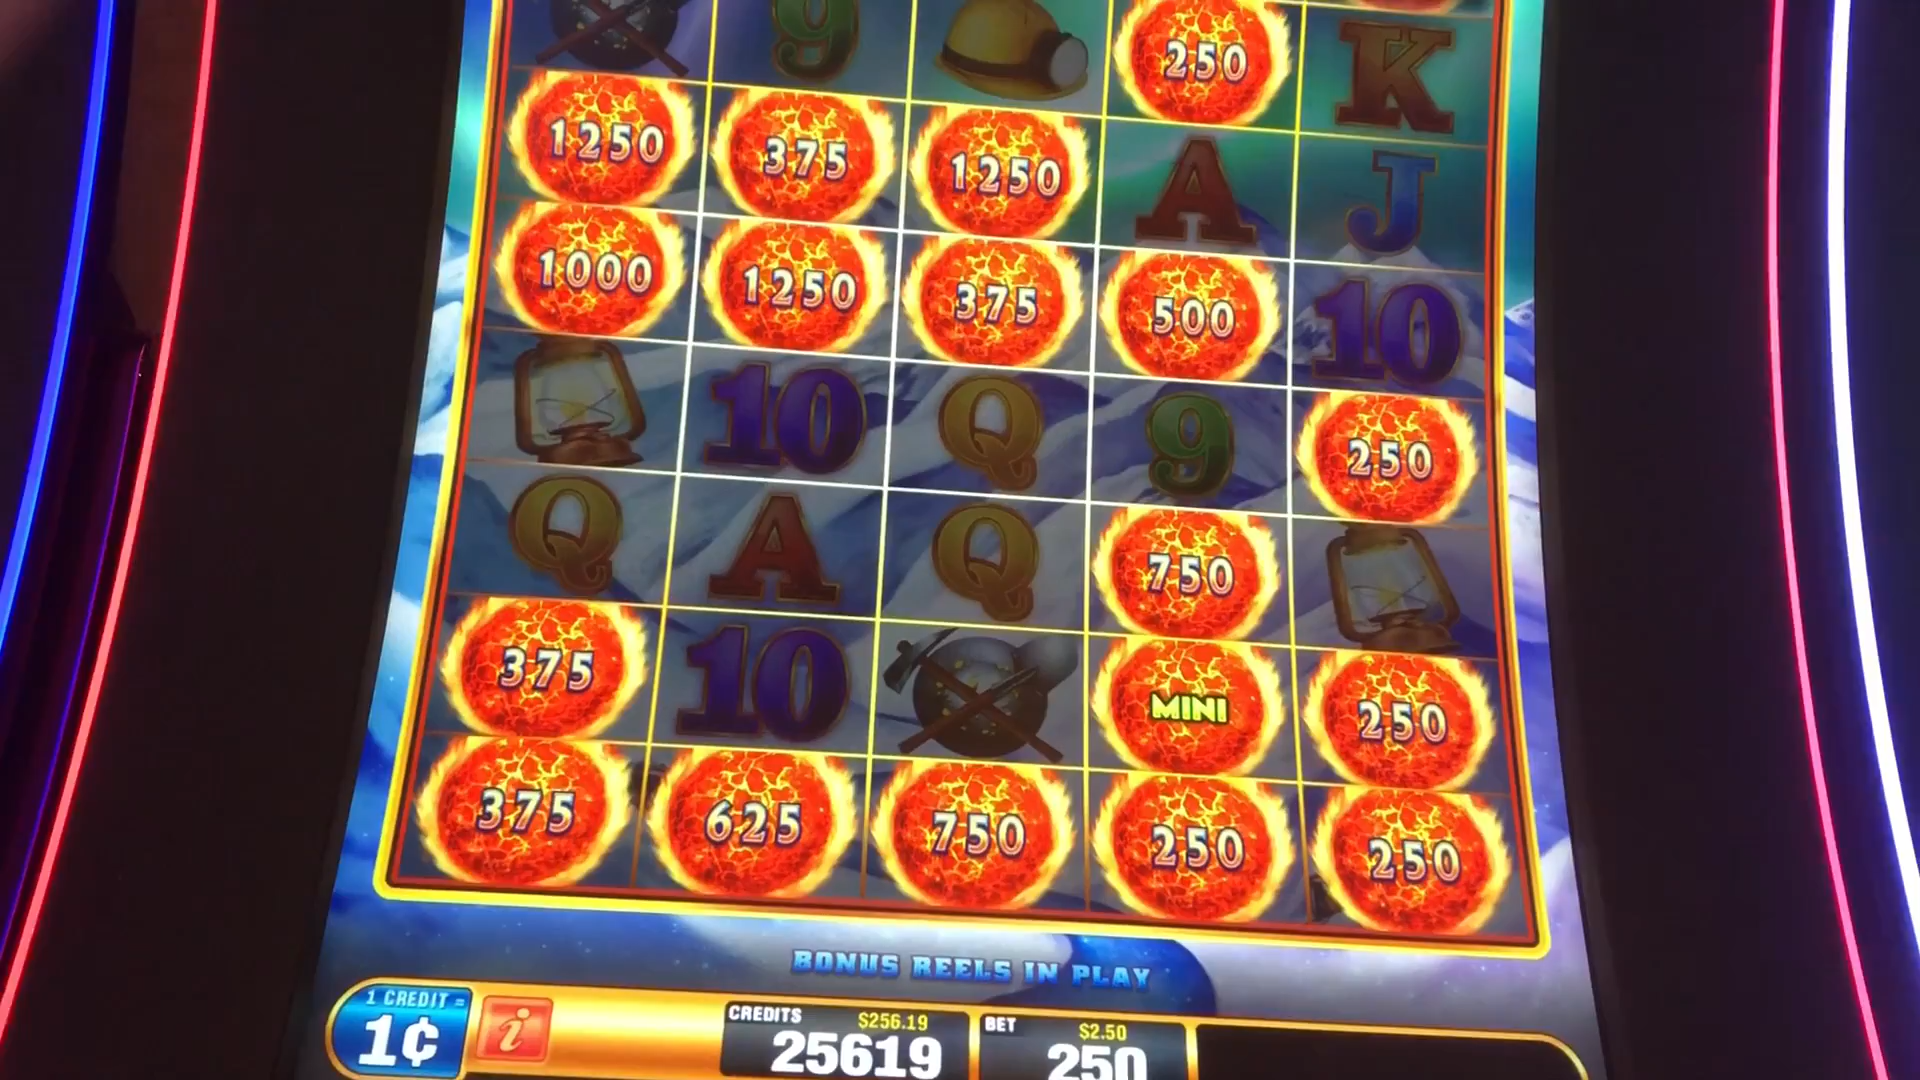 9 250 K
1250 375 1250 A J
1000 1250 375 500 10
10 Q 9 250
Q A Q 750
375 10 MINI 250
375 625 750 250 250
BONUS REELS IN PLAY
1 CREDIT =
1¢
i
CREDITS $256.19
25619
BET $2.50
250